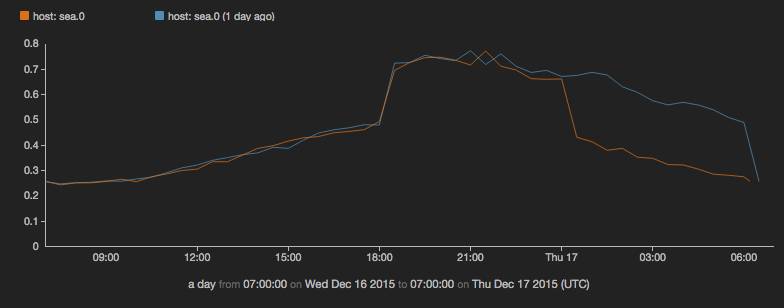 host: sea.0
host: sea.0 (1 day ago)
0.8
0.7
0.6
0.5
0.4
0.3
0.2
0.1
0
09:00 12:00 15:00 18:00 21:00 Thu 17 03:00 06:00
a day from 07:00:00 on Wed Dec 16 2015 to 07:00:00 on Thu Dec 17 2015 (UTC)